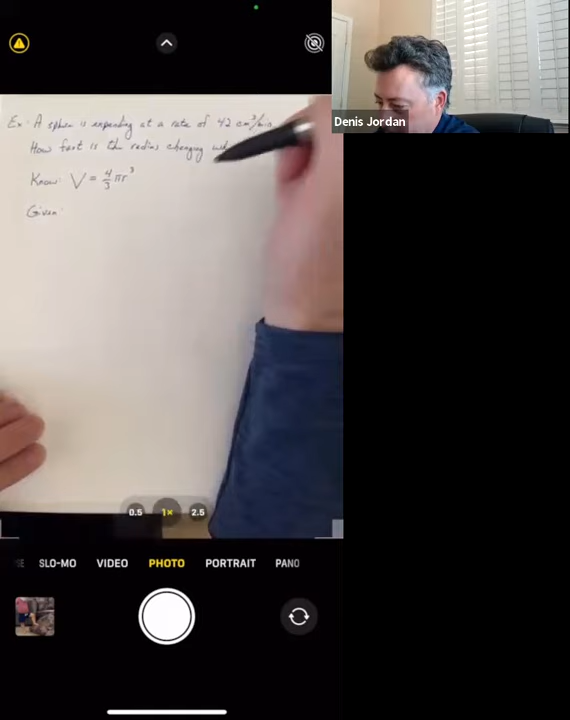 Denis Jordan
Ex: A sphere is expanding at a rate of 42 cm³/min
How fast is the radius changing
Know: V = 4/3 πr³
Given:
0.5 1× 2.5
SLO-MO VIDEO PHOTO PORTRAIT PANO